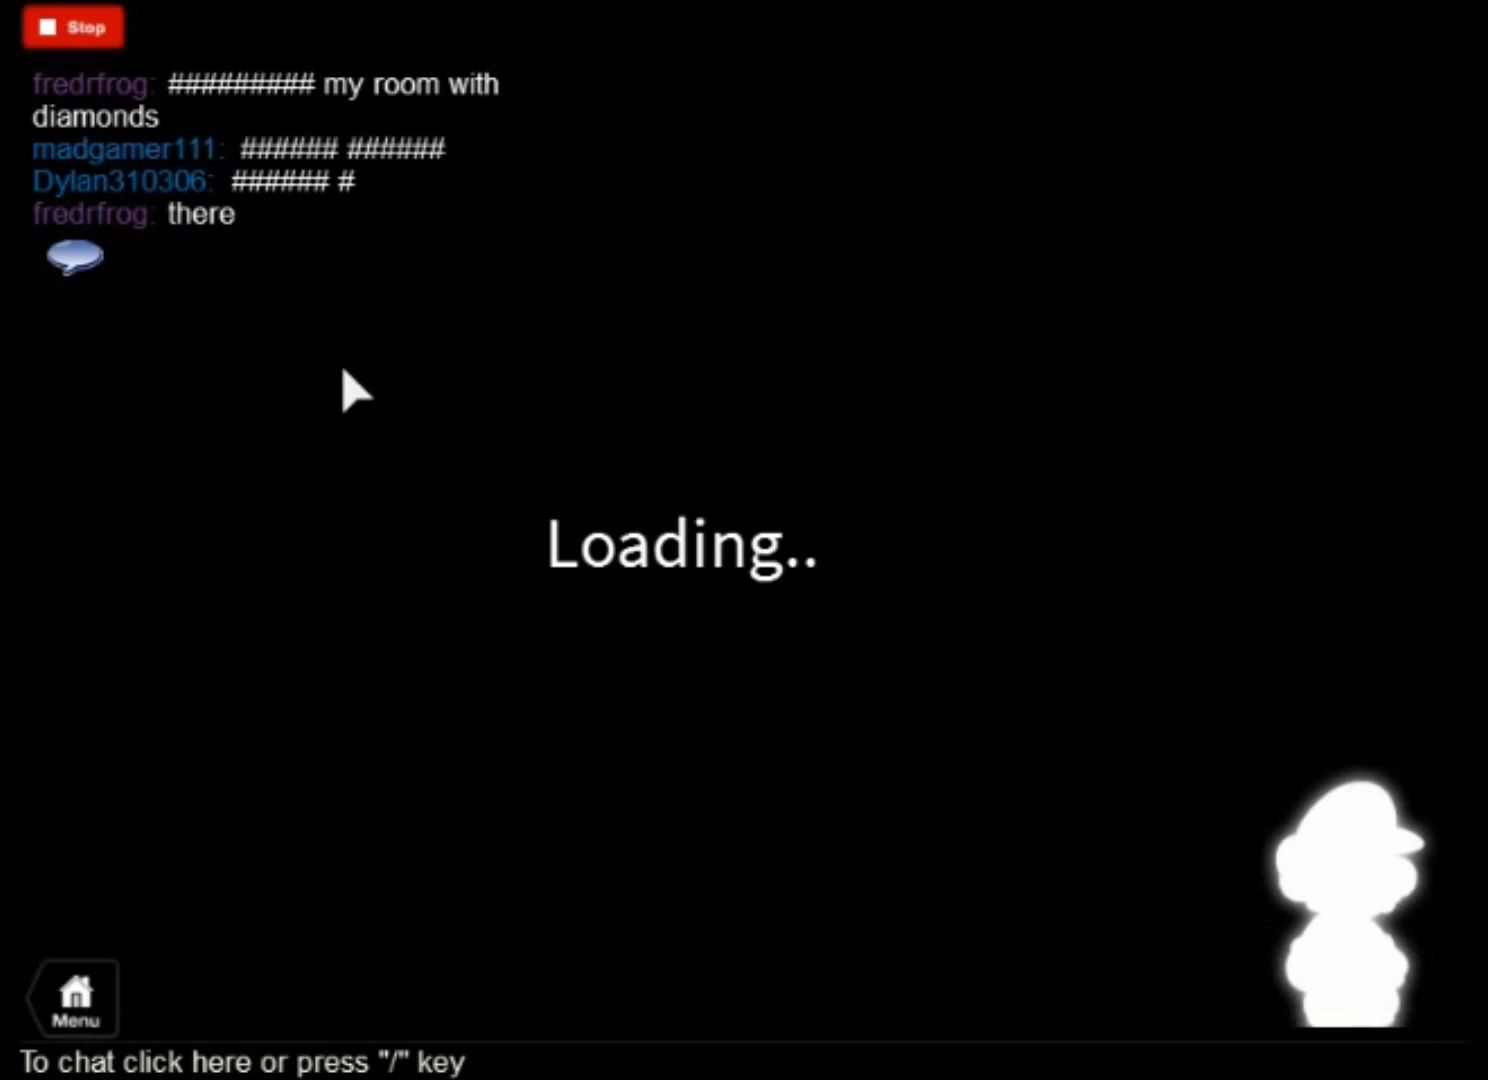 Stop
fredrfrog: ######### my room with
diamonds
madgamer111: ###### ######
Dylan310306: ###### #
fredrfrog: there
Loading..
Menu
To chat click here or press "/" key